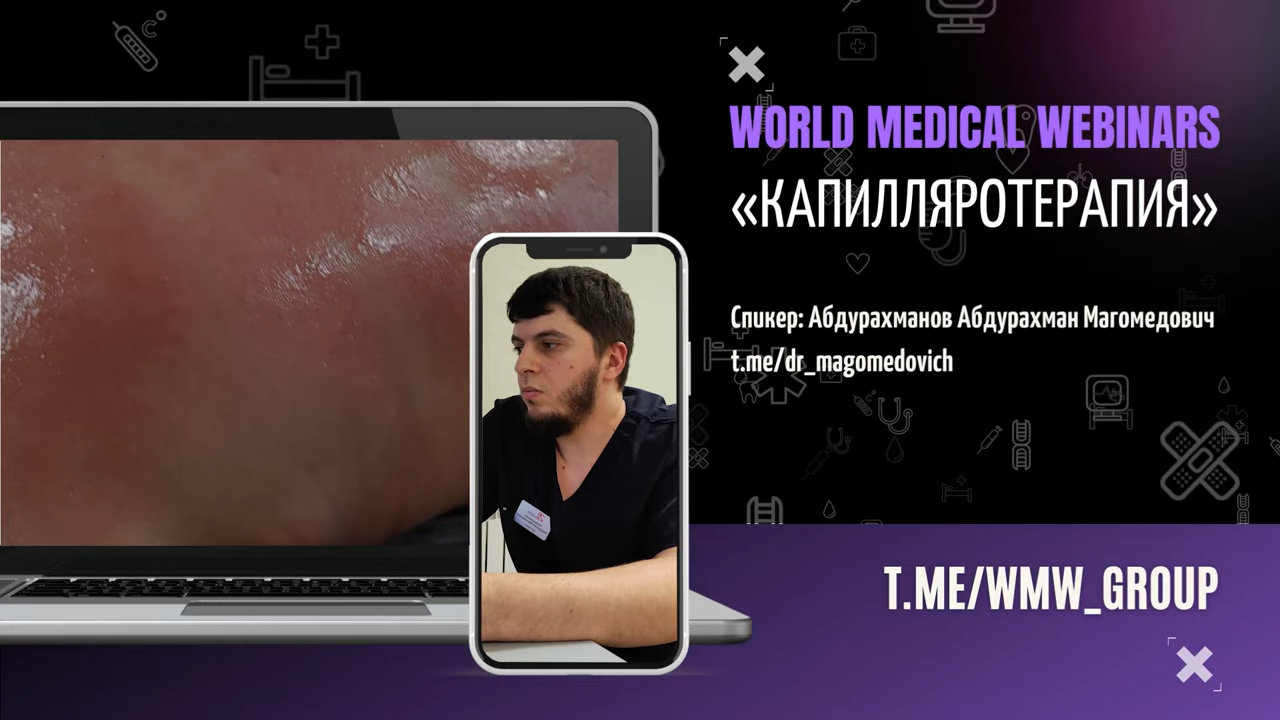 WORLD MEDICAL WEBINARS
«КАПИЛЛЯРОТЕРАПИЯ»
Спикер: Абдурахманов Абдурахман Магомедович
t.me/dr_magomedovich
T.ME/WMW_GROUP